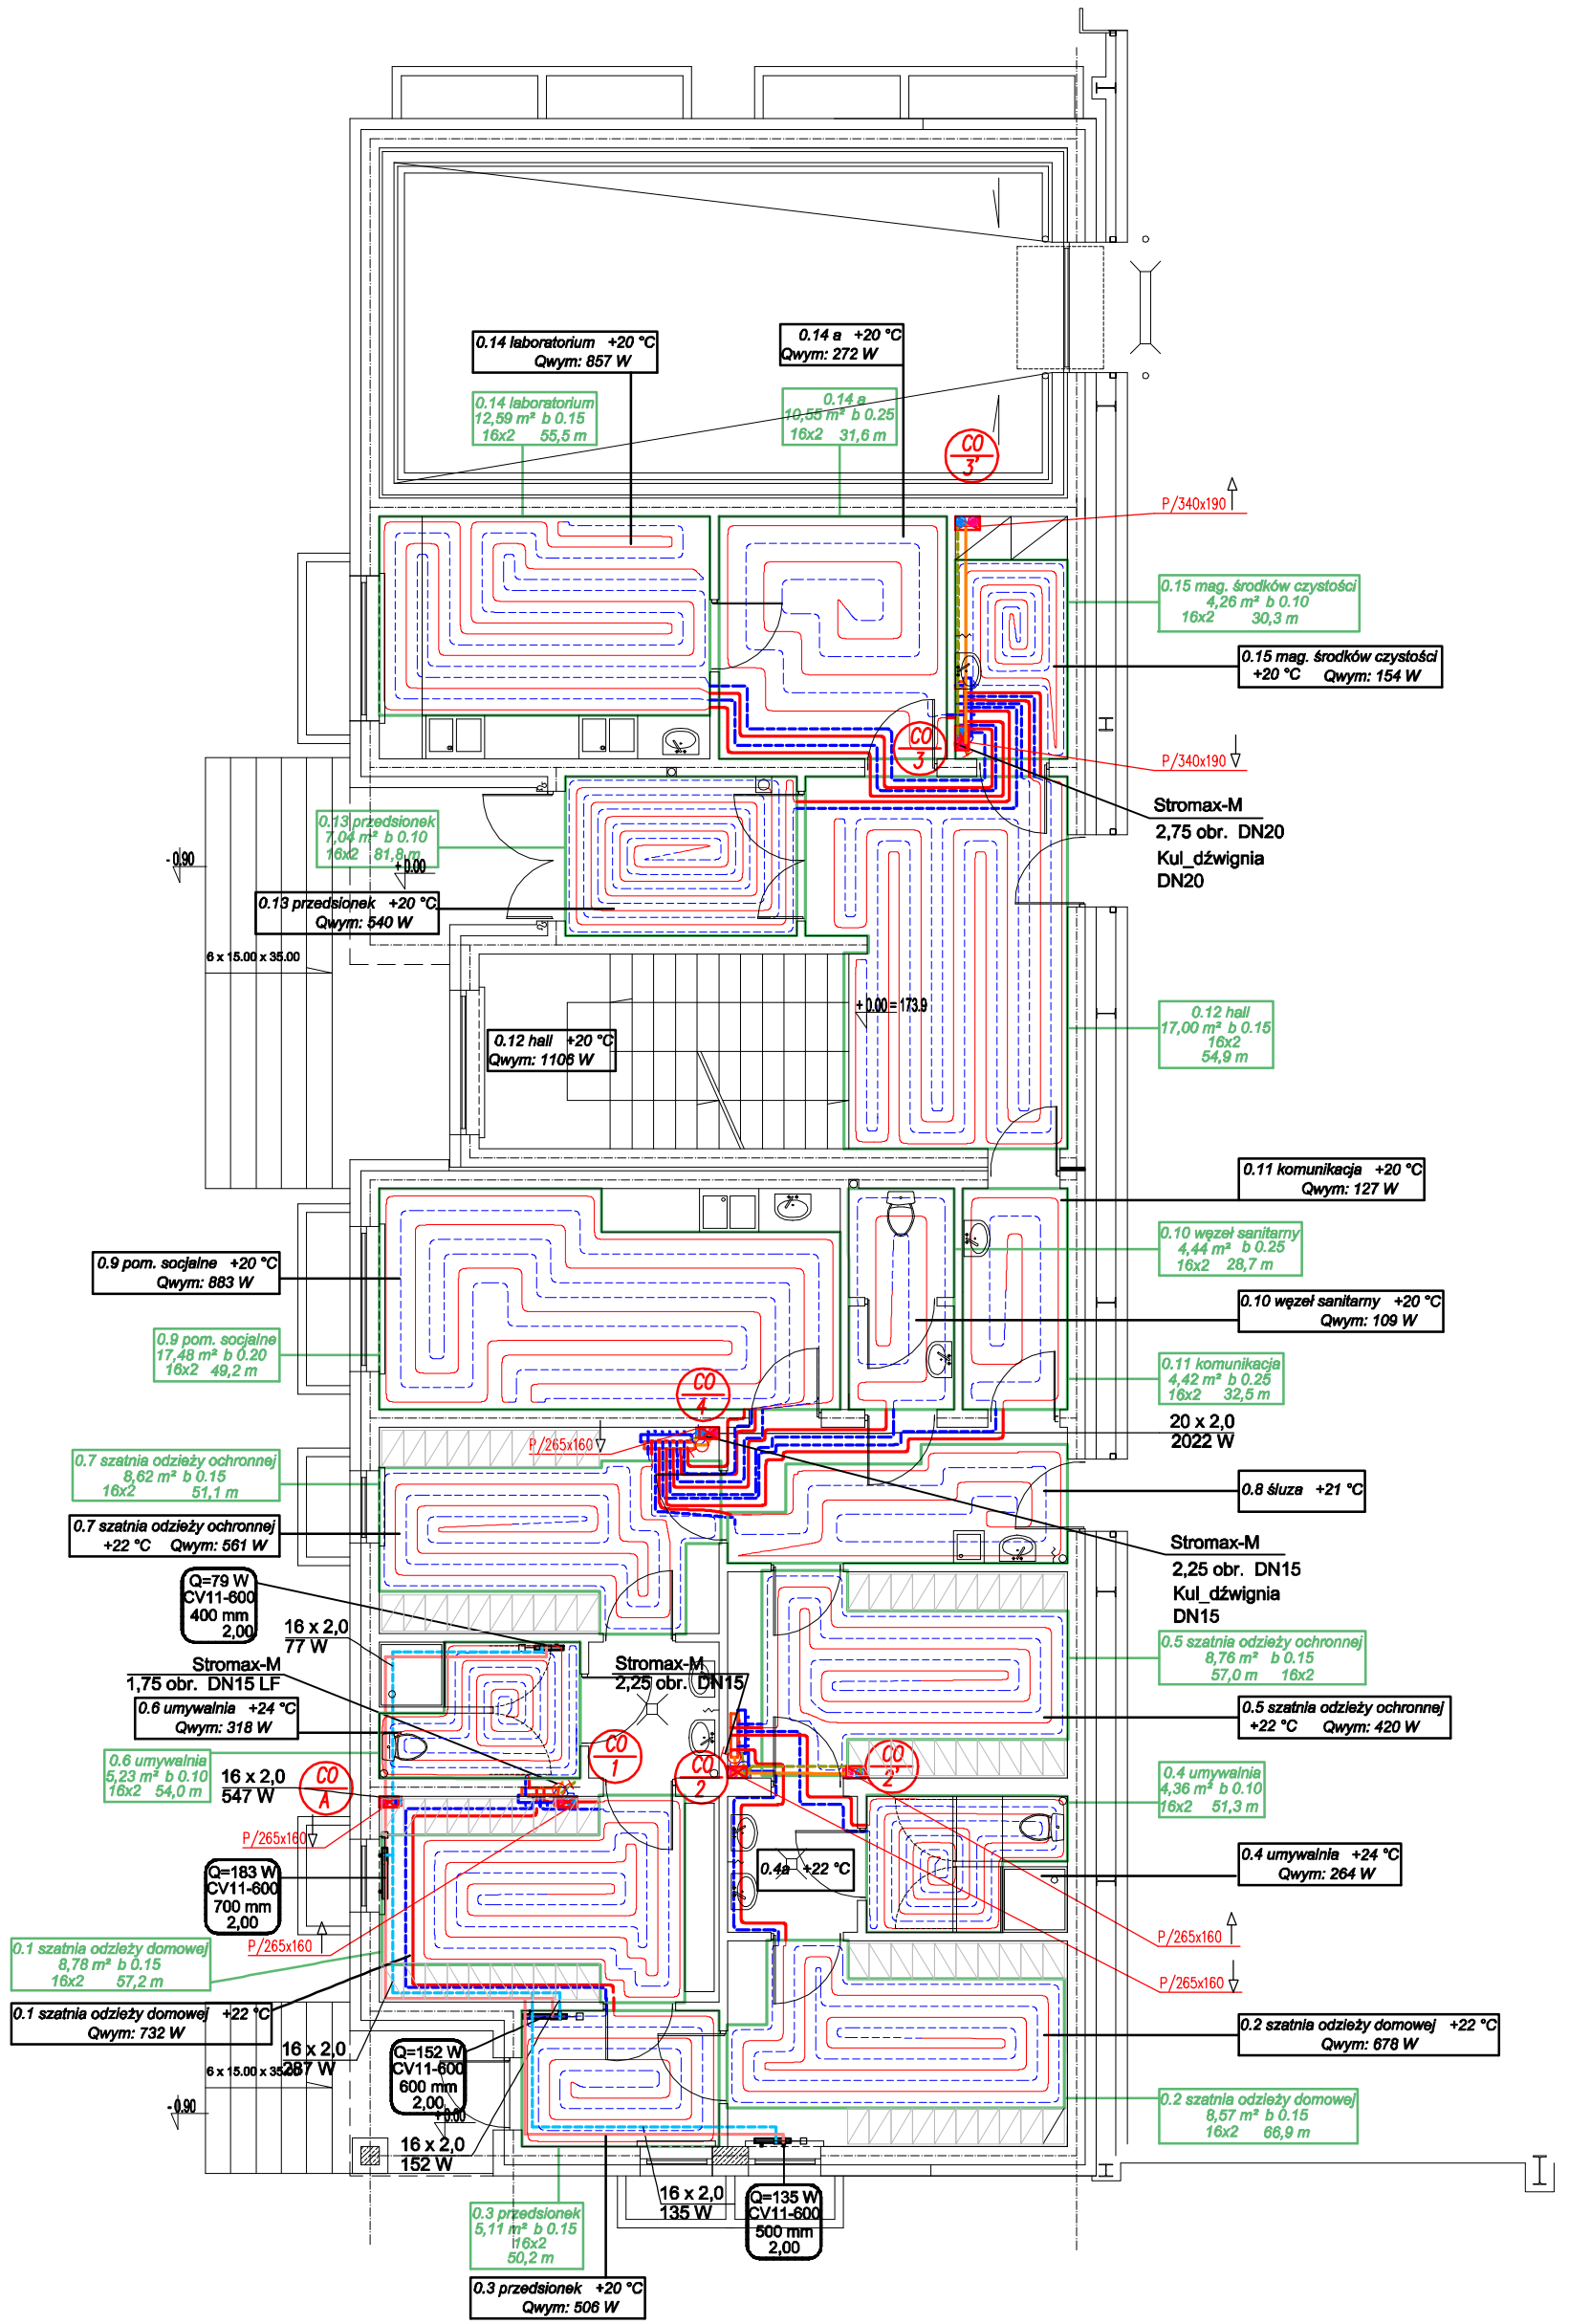 0.14 laboratorium +20 °C
Qwym: 857 W
0.14 a +20 °C
Qwym: 272 W
0.14 laboratorium
12,59 m² b 0.15
16x2 55,5 m
0.14 a
10,55 m² b 0.25
16x2 31,6 m
CO
3'
P/340x190
0.15 mag. środków czystości
4,26 m² b 0.10
16x2 30,3 m
0.15 mag. środków czystości
+20 °C Qwym: 154 W
CO
3
P/340x190
Stromax-M
2,75 obr. DN20
Kul_dźwignia
DN20
0.13 przedsionek
7,04 m² b 0.10
16x2 81,8 m
- 0.90
+ 0.00
0.13 przedsionek +20 °C
Qwym: 540 W
6 x 15.00 x 35.00
+ 0.00 = 173.9
0.12 hall +20 °C
Qwym: 1106 W
0.12 hall
17,00 m² b 0.15
16x2
54,9 m
0.11 komunikacja +20 °C
Qwym: 127 W
0.10 węzeł sanitarny
4,44 m² b 0.25
16x2 28,7 m
0.9 pom. socjalne +20 °C
Qwym: 883 W
0.10 węzeł sanitarny +20 °C
Qwym: 109 W
0.9 pom. socjalne
17,48 m² b 0.20
16x2 49,2 m
0.11 komunikacja
4,42 m² b 0.25
16x2 32,5 m
CO
4
20 x 2,0
2022 W
P/265x160
0.7 szatnia odzieży ochronnej
8,62 m² b 0.15
16x2 51,1 m
0.8 śluza +21 °C
0.7 szatnia odzieży ochronnej
+22 °C Qwym: 561 W
Stromax-M
2,25 obr. DN15
Kul_dźwignia
DN15
Q=79 W
CV11-600
400 mm
2,00
16 x 2,0
77 W
0.5 szatnia odzieży ochronnej
8,76 m² b 0.15
57,0 m 16x2
Stromax-M
1,75 obr. DN15 LF
Stromax-M
2,25 obr. DN15
0.6 umywalnia +24 °C
Qwym: 318 W
0.5 szatnia odzieży ochronnej
+22 °C Qwym: 420 W
CO
1
CO
2
CO
2'
0.6 umywalnia
5,23 m² b 0.10
16x2 54,0 m
16 x 2,0
547 W
CO
A
0.4 umywalnia
4,36 m² b 0.10
16x2 51,3 m
P/265x160
0.4a +22 °C
0.4 umywalnia +24 °C
Qwym: 264 W
Q=183 W
CV11-600
700 mm
2,00
P/265x160
P/265x160
0.1 szatnia odzieży domowej
8,78 m² b 0.15
16x2 57,2 m
P/265x160
0.1 szatnia odzieży domowej +22 °C
Qwym: 732 W
0.2 szatnia odzieży domowej +22 °C
Qwym: 678 W
16 x 2,0
287 W
6 x 15.00 x 35.00
Q=152 W
CV11-600
600 mm
2,00
- 0.90
+ 0.00
0.2 szatnia odzieży domowej
8,57 m² b 0.15
16x2 66,9 m
16 x 2,0
152 W
16 x 2,0
135 W
Q=135 W
CV11-600
500 mm
2,00
0.3 przedsionek
5,11 m² b 0.15
16x2
50,2 m
0.3 przedsionek +20 °C
Qwym: 506 W